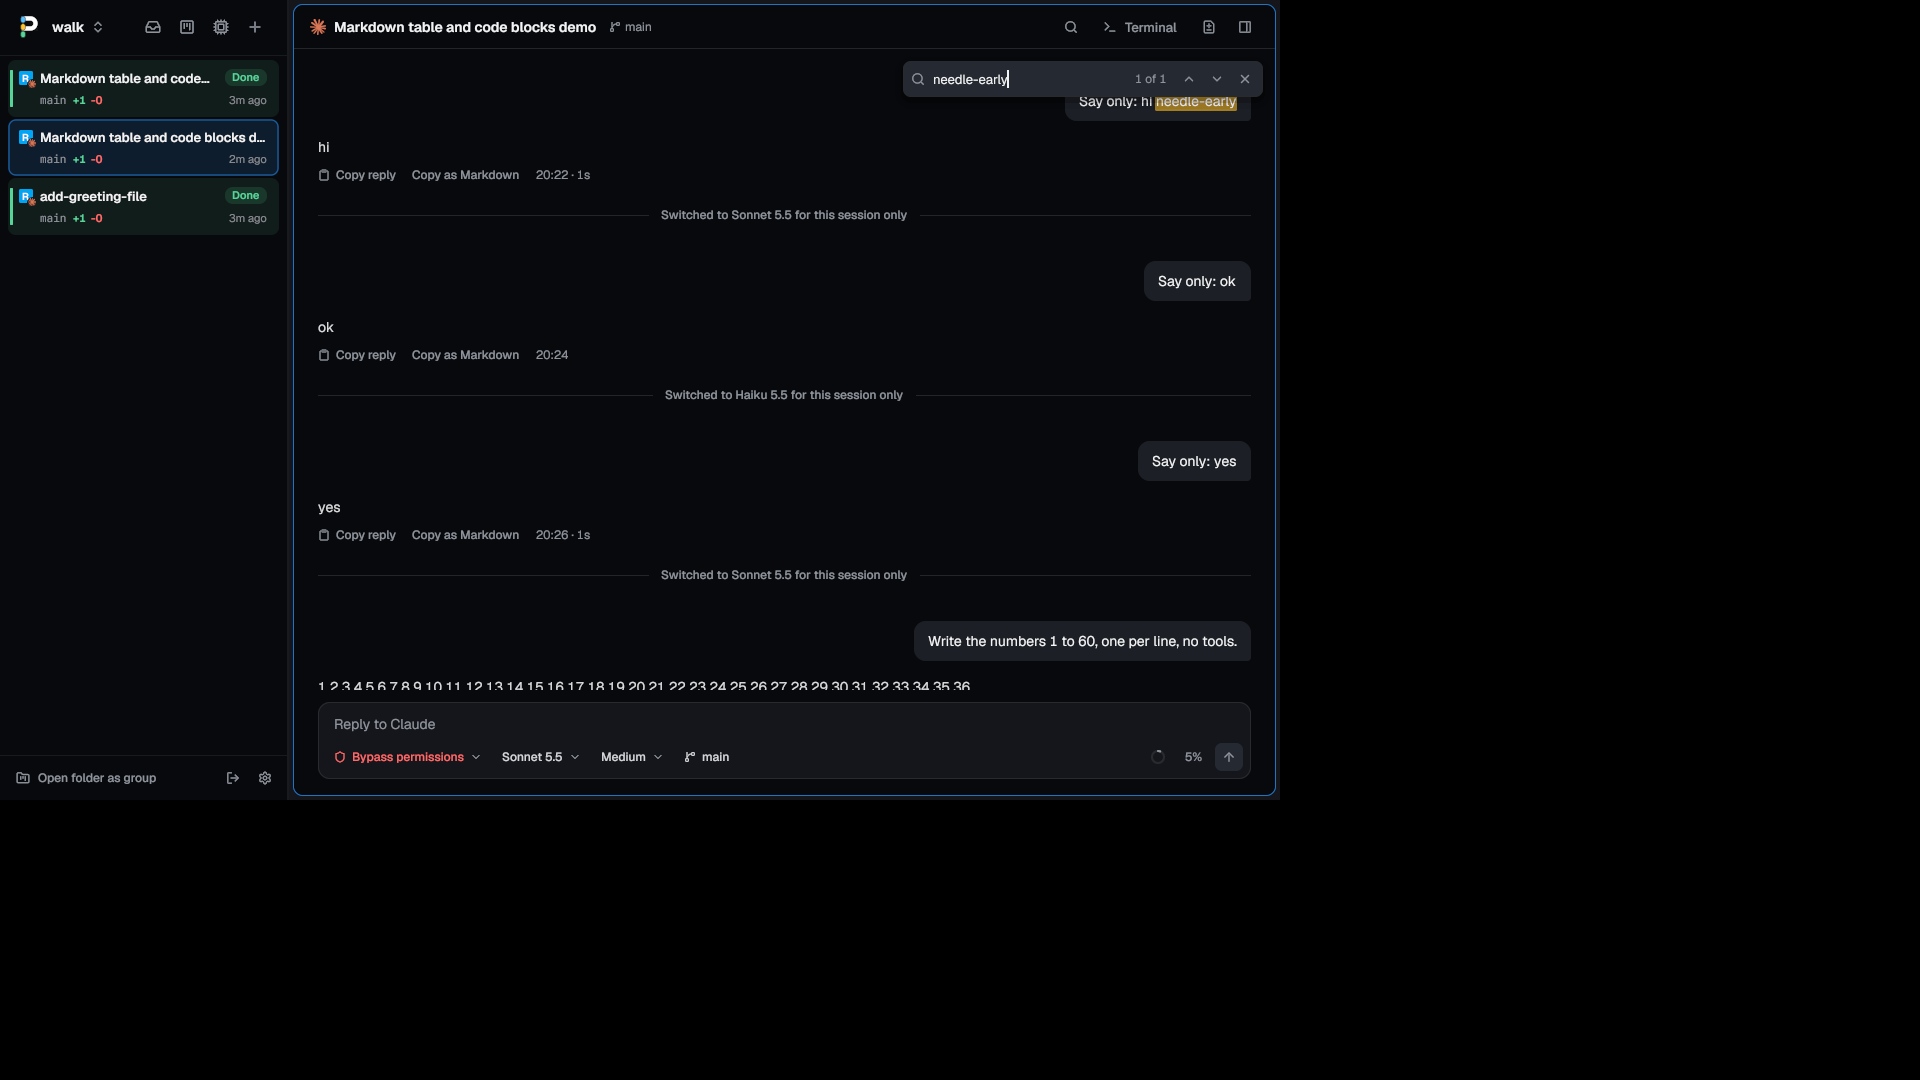 walk
Markdown table and code blocks demo
main
Terminal
Markdown table and code... Done
main +1 -0 3m ago
Markdown table and code blocks d...
main +1 -0 2m ago
add-greeting-file Done
main +1 -0 3m ago
Open folder as group
needle-early 1 of 1
Say only: hi needle-early
hi
Copy reply Copy as Markdown 20:22 · 1s
Switched to Sonnet 5.5 for this session only
Say only: ok
ok
Copy reply Copy as Markdown 20:24
Switched to Haiku 5.5 for this session only
Say only: yes
yes
Copy reply Copy as Markdown 20:26 · 1s
Switched to Sonnet 5.5 for this session only
Write the numbers 1 to 60, one per line, no tools.
1 2 3 4 5 6 7 8 9 10 11 12 13 14 15 16 17 18 19 20 21 22 23 24 25 26 27 28 29 30 31 32 33 34 35 36
Reply to Claude
Bypass permissions Sonnet 5.5 Medium main 5%